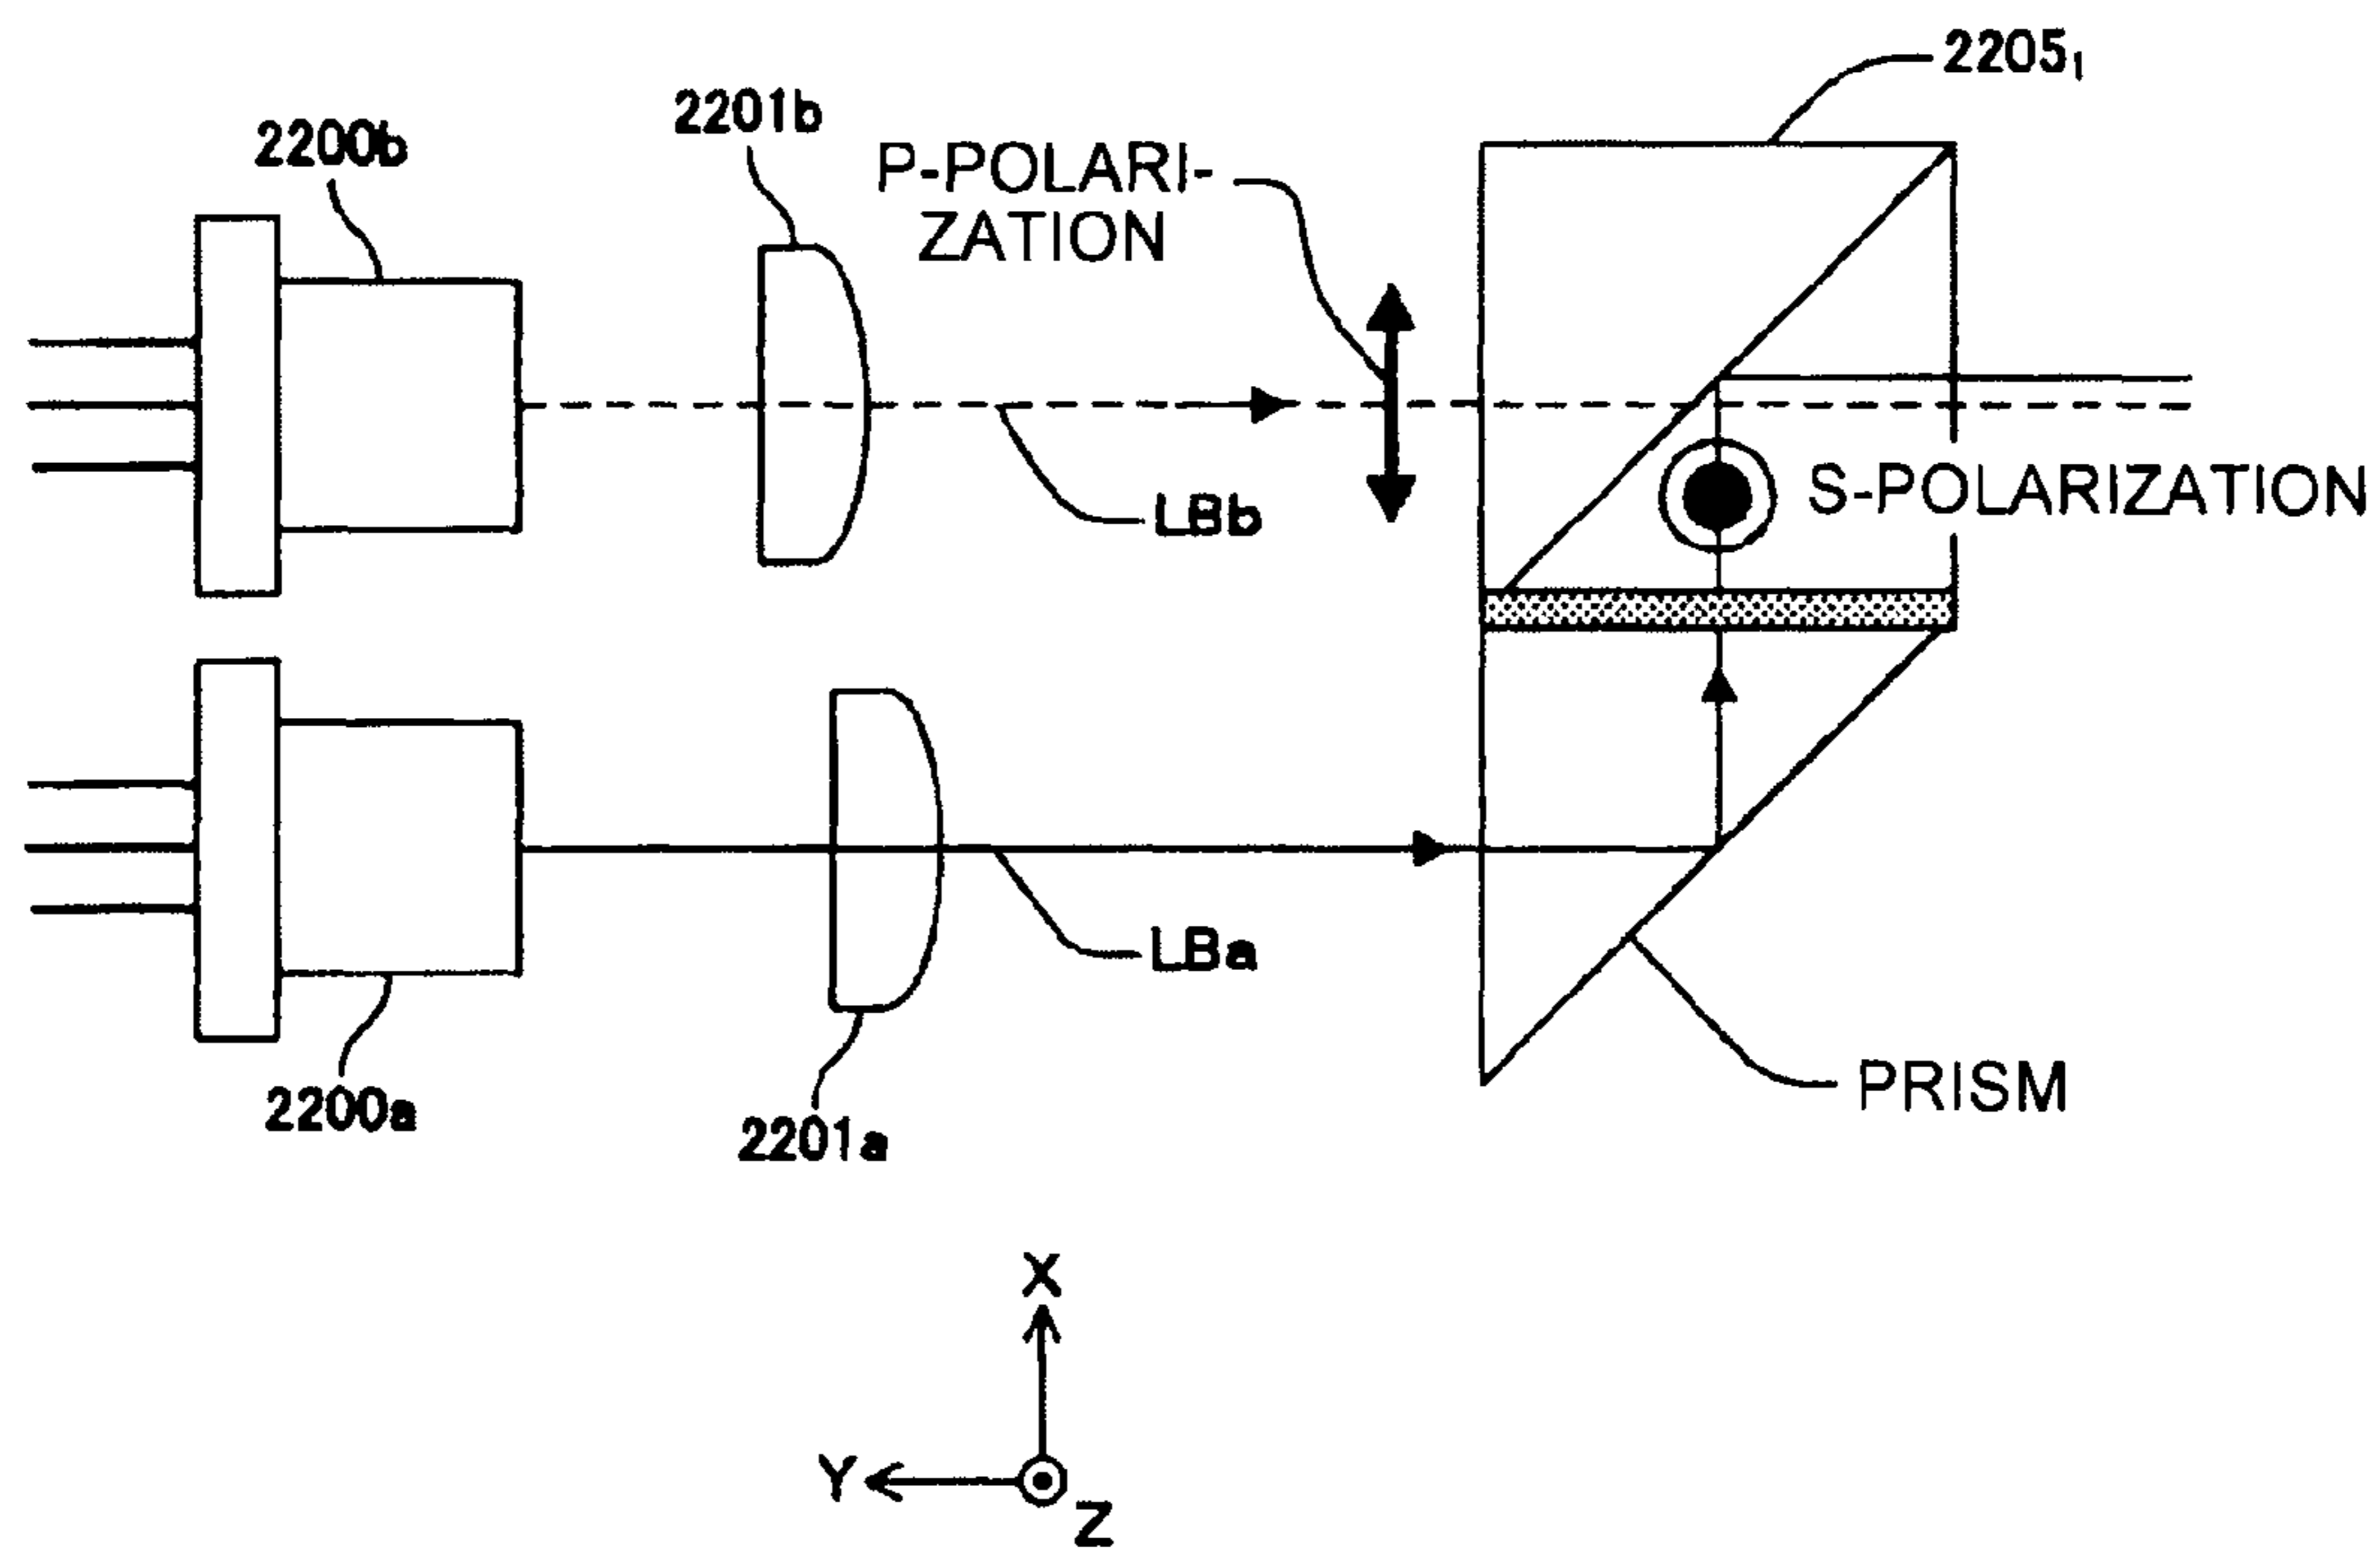 2205₁
2201b
2200b
P-POLARI-
ZATION
S-POLARIZATION
LBb
LBa
PRISM
2200a
2201a
X
Y
Z